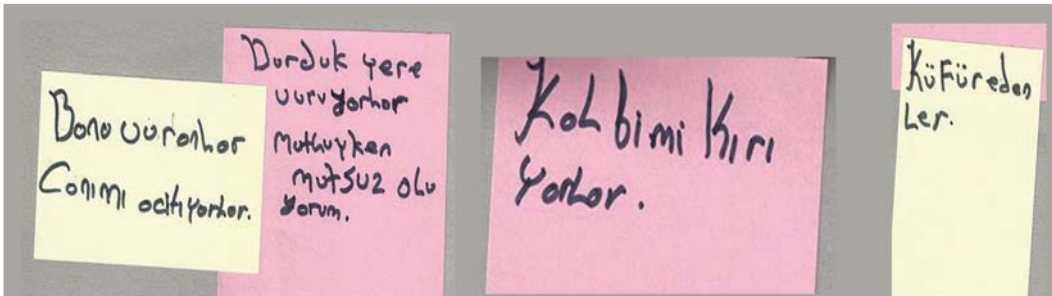 Bana vuranlar
Canımı acıtıyorlar.
Durduk yere
vuruyorlar
Mutluyken
mutsuz olu
yorum.
Kalbimi kırı
yorlar.
Küfüreden
ler.